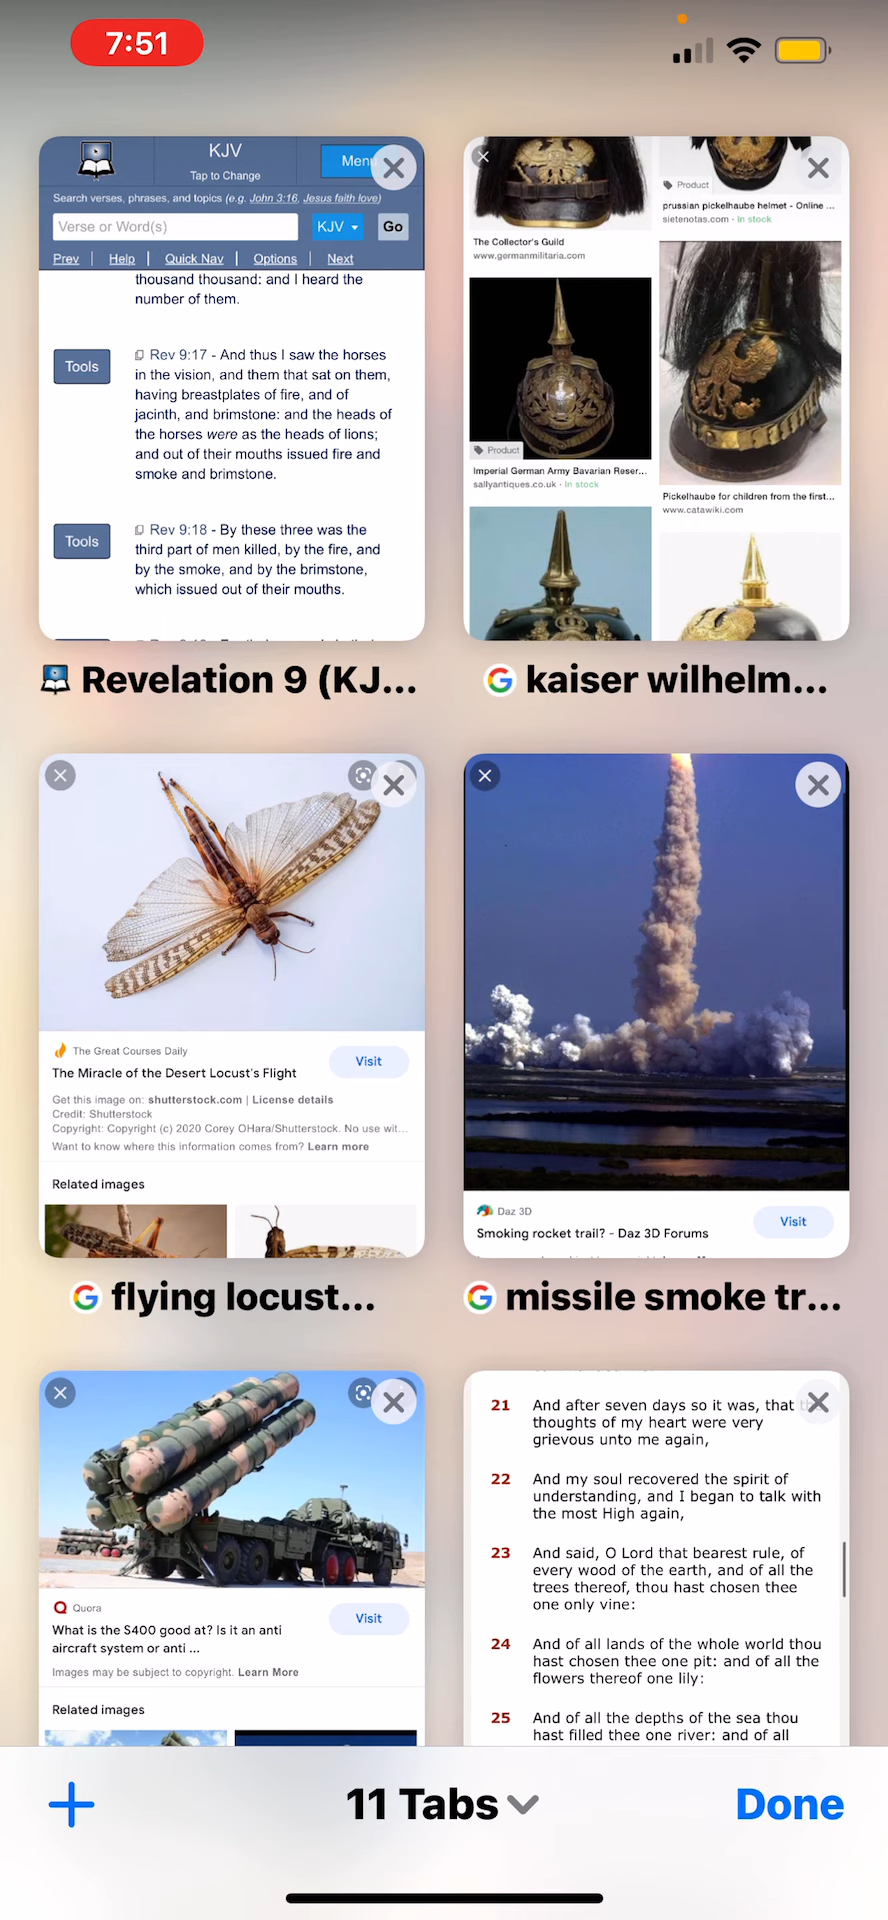 7:51
KJV
Tap to Change
Menu
Search verses, phrases, and topics (e.g. John 3:16, Jesus faith love)
Verse or Word(s)
KJV
Go
Prev | Help | Quick Nav | Options | Next
thousand thousand: and I heard the
number of them.
Tools
Rev 9:17 - And thus I saw the horses
in the vision, and them that sat on them,
having breastplates of fire, and of
jacinth, and brimstone: and the heads of
the horses were as the heads of lions;
and out of their mouths issued fire and
smoke and brimstone.
Tools
Rev 9:18 - By these three was the
third part of men killed, by the fire, and
by the smoke, and by the brimstone,
which issued out of their mouths.
Revelation 9 (KJ...
The Collector's Guild
www.germanmilitaria.com
Product
Imperial German Army Bavarian Reser...
sallyantiques.co.uk · In stock
Product
prussian pickelhaube helmet - Online ...
sietenotas.com · In stock
Pickelhaube for children from the first...
www.catawiki.com
kaiser wilhelm...
The Great Courses Daily
The Miracle of the Desert Locust's Flight
Visit
Get this image on: shutterstock.com | License details
Credit: Shutterstock
Copyright: Copyright (c) 2020 Corey OHara/Shutterstock. No use wit...
Want to know where this information comes from? Learn more
Related images
flying locust...
Daz 3D
Smoking rocket trail? - Daz 3D Forums
Visit
missile smoke tr...
Quora
What is the S400 good at? Is it an anti
aircraft system or anti ...
Visit
Images may be subject to copyright. Learn More
Related images
21 And after seven days so it was, that
thoughts of my heart were very
grievous unto me again,
22 And my soul recovered the spirit of
understanding, and I began to talk with
the most High again,
23 And said, O Lord that bearest rule, of
every wood of the earth, and of all the
trees thereof, thou hast chosen thee
one only vine:
24 And of all lands of the whole world thou
hast chosen thee one pit: and of all the
flowers thereof one lily:
25 And of all the depths of the sea thou
hast filled thee one river: and of all
11 Tabs
Done